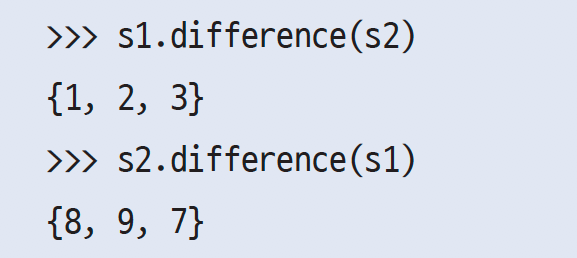 >>> s1.difference(s2)
{1, 2, 3}
>>> s2.difference(s1)
{8, 9, 7}